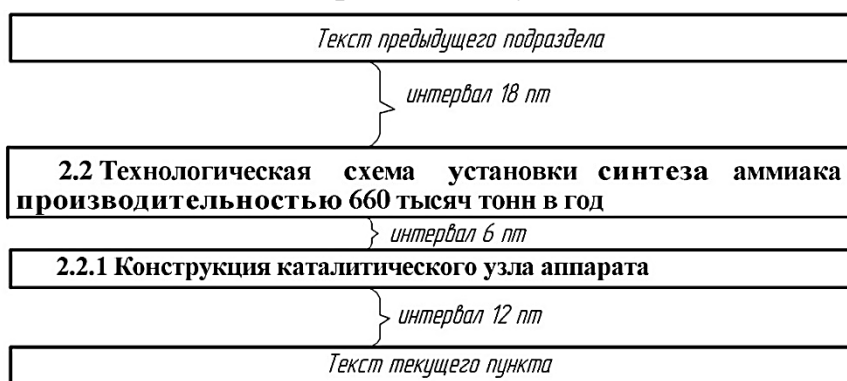 Текст предыдущего подраздела
интервал 18 пт
2.2 Технологическая схема установки синтеза аммиака
производительностью 660 тысяч тонн в год
интервал 6 пт
2.2.1 Конструкция каталитического узла аппарата
интервал 12 пт
Текст текущего пункта